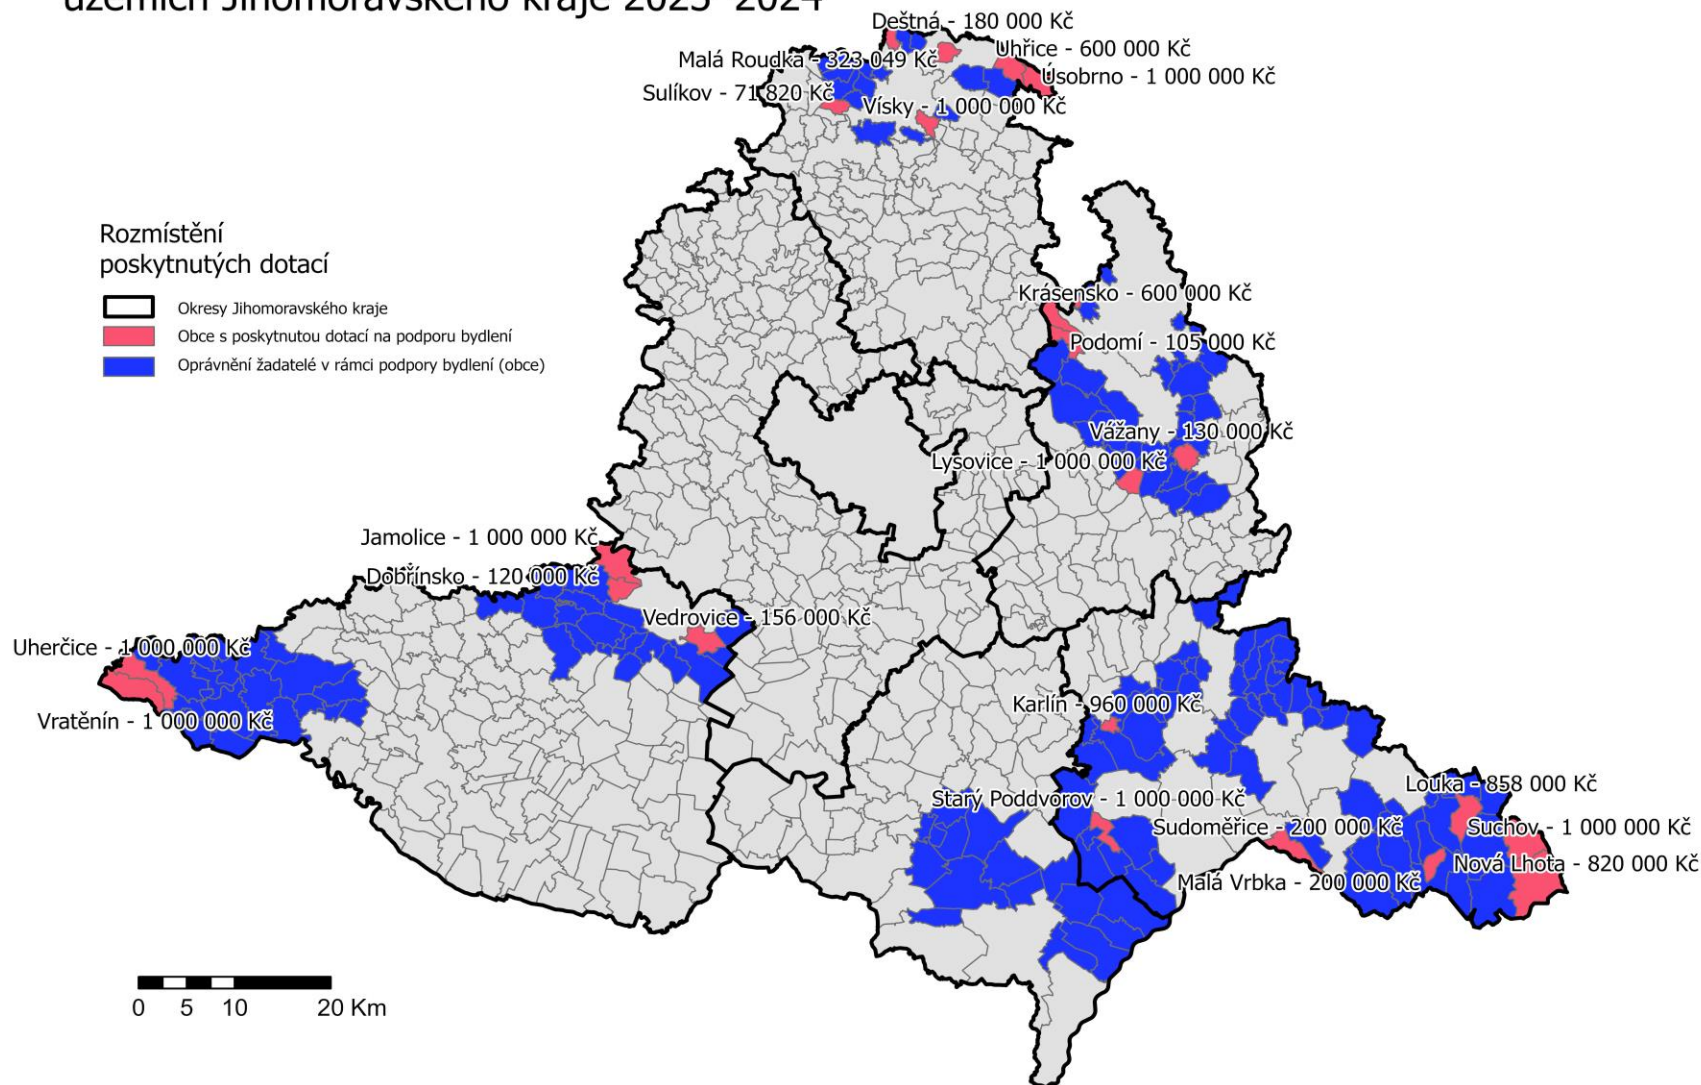 územích Jihomoravského kraje 2023–2024
Deštná - 180 000 Kč
Uhřice - 600 000 Kč
Malá Roudka - 323 049 Kč
Úsobrno - 1 000 000 Kč
Sulíkov - 71 820 Kč
Vísky - 1 000 000 Kč
Rozmístění
poskytnutých dotací
Okresy Jihomoravského kraje
Obce s poskytnutou dotací na podporu bydlení
Oprávnění žadatelé v rámci podpory bydlení (obce)
Krásensko - 600 000 Kč
Podomí - 105 000 Kč
Vážany - 130 000 Kč
Lysovice - 1 000 000 Kč
Jamolice - 1 000 000 Kč
Dobřínsko - 120 000 Kč
Vedrovice - 156 000 Kč
Uherčice - 1 000 000 Kč
Vratěnín - 1 000 000 Kč
Karlín - 960 000 Kč
Louka - 858 000 Kč
Starý Poddvorov - 1 000 000 Kč
Sudoměřice - 200 000 Kč
Suchov - 1 000 000 Kč
Nová Lhota - 820 000 Kč
Malá Vrbka - 200 000 Kč
0 5 10 20 Km